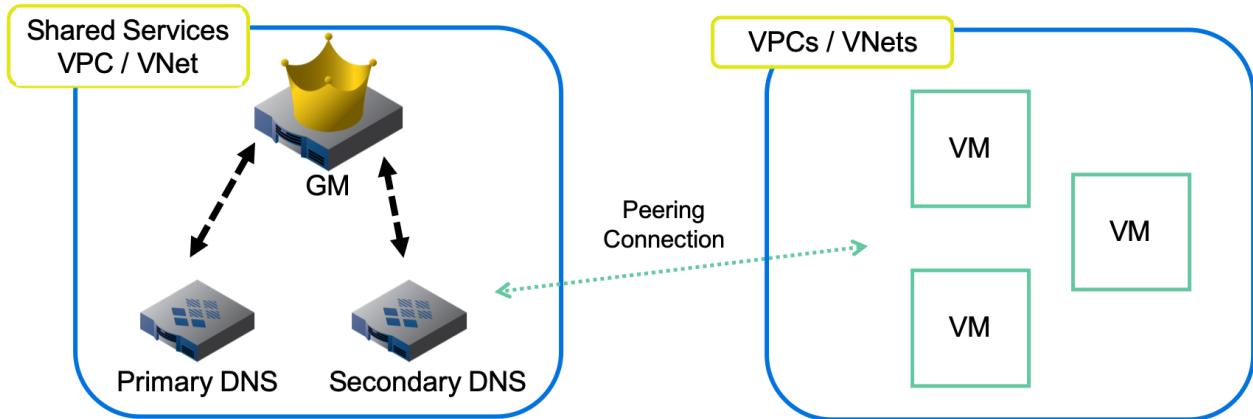 Shared Services
VPC / VNet
GM
Primary DNS
Secondary DNS
Peering
Connection
VPCs / VNets
VM
VM
VM